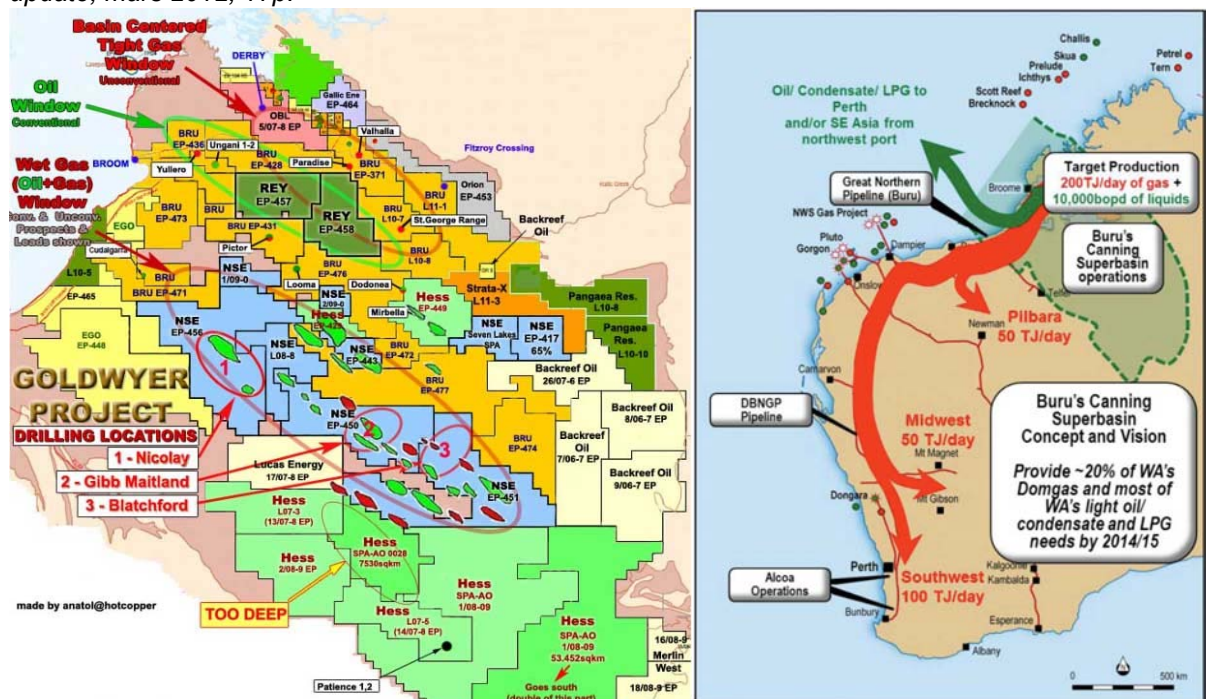 update, mars 2012, 41 p.
Basin Centered
Tight Gas
Window
Unconventional
DERBY
Oil
Window
Conventional
OBL
5/07-8 EP
Gallic Ene
EP-464
Valhalla
BRU
EP-436
Ungani 1-2
BRU
EP-428
Paradise
BRU
EP-371
Fitzroy Crossing
BROOM
Yullero
Wet Gas
(Oil+Gas)
Window
Conv. & Unconv.
Prospects &
Leads shown
REY
EP-457
REY
EP-458
BRU
L11-1
Orion
EP-453
BRU
L10-7
St.George Range
BRU
EP-473
BRU
EGO
BRU
EP-431
Backreef
Oil
Cudalgarra
Pictor
BRU
L10-8
L10-5
NSE
1/09-0
BRU
EP-476
BRU EP-471
Looma
Dodonea
NSE
2/09-0
Strata-X
L11-3
EP-465
Hess
EP-449
Pangaea Res.
L10-8
Mirbella
Hess
NSE
EP-456
NSE
Seven Lakes
SPA
NSE
EP-417
65%
Pangaea
Res.
L10-10
EGO
EP-448
NSE
L08-8
NSE
EP-443
BRU
EP-472
BRU
EP-477
Backreef Oil
26/07-6 EP
1
GOLDWYER
PROJECT
DRILLING LOCATIONS
1 - Nicolay
2 - Gibb Maitland
3 - Blatchford
Backreef Oil
8/06-7 EP
NSE
EP-450
2
3
BRU
EP-474
Backreef
Oil
7/06-7 EP
Backreef Oil
9/06-7 EP
Lucas Energy
17/07-8 EP
NSE
EP-451
Hess
L07-3
(13/07-8 EP)
Hess
SPA-AO 0028
7530sqkm
Hess
2/08-9 EP
Hess
SPA-AO
1/08-09
made by anatol@hotcopper
TOO DEEP
Hess
L07-5
(14/07-8 EP)
Hess
SPA-AO
1/08-09
53.452sqkm
16/08-9
Merlin
West
18/08-9 EP
Patience 1,2
Goes south
(double of this part)
Challis
Skua
Prelude
Ichthys
Scott Reef
Brecknock
Petrel
Tern
Oil/ Condensate/ LPG to
Perth
and/or SE Asia from
northwest port
Target Production
200TJ/day of gas +
10,000bopd of liquids
Great Northern
Pipeline (Buru)
Broome
NWS Gas Project
Pluto
Gorgon
Dampier
Buru's
Canning
Superbasin
operations
Onslow
Telfer
Pilbara
50 TJ/day
Newman
Carnarvon
DBNGP
Pipeline
Buru's Canning
Superbasin
Concept and Vision
Provide ~20% of WA's
Domgas and most of
WA's light oil/
condensate and LPG
needs by 2014/15
Midwest
50 TJ/day
Mt Magnet
Dongara
Mt Gibson
Perth
Kalgoorlie
Kambalda
Alcoa
Operations
Southwest
100 TJ/day
Bunbury
Esperance
Albany
0
500 km